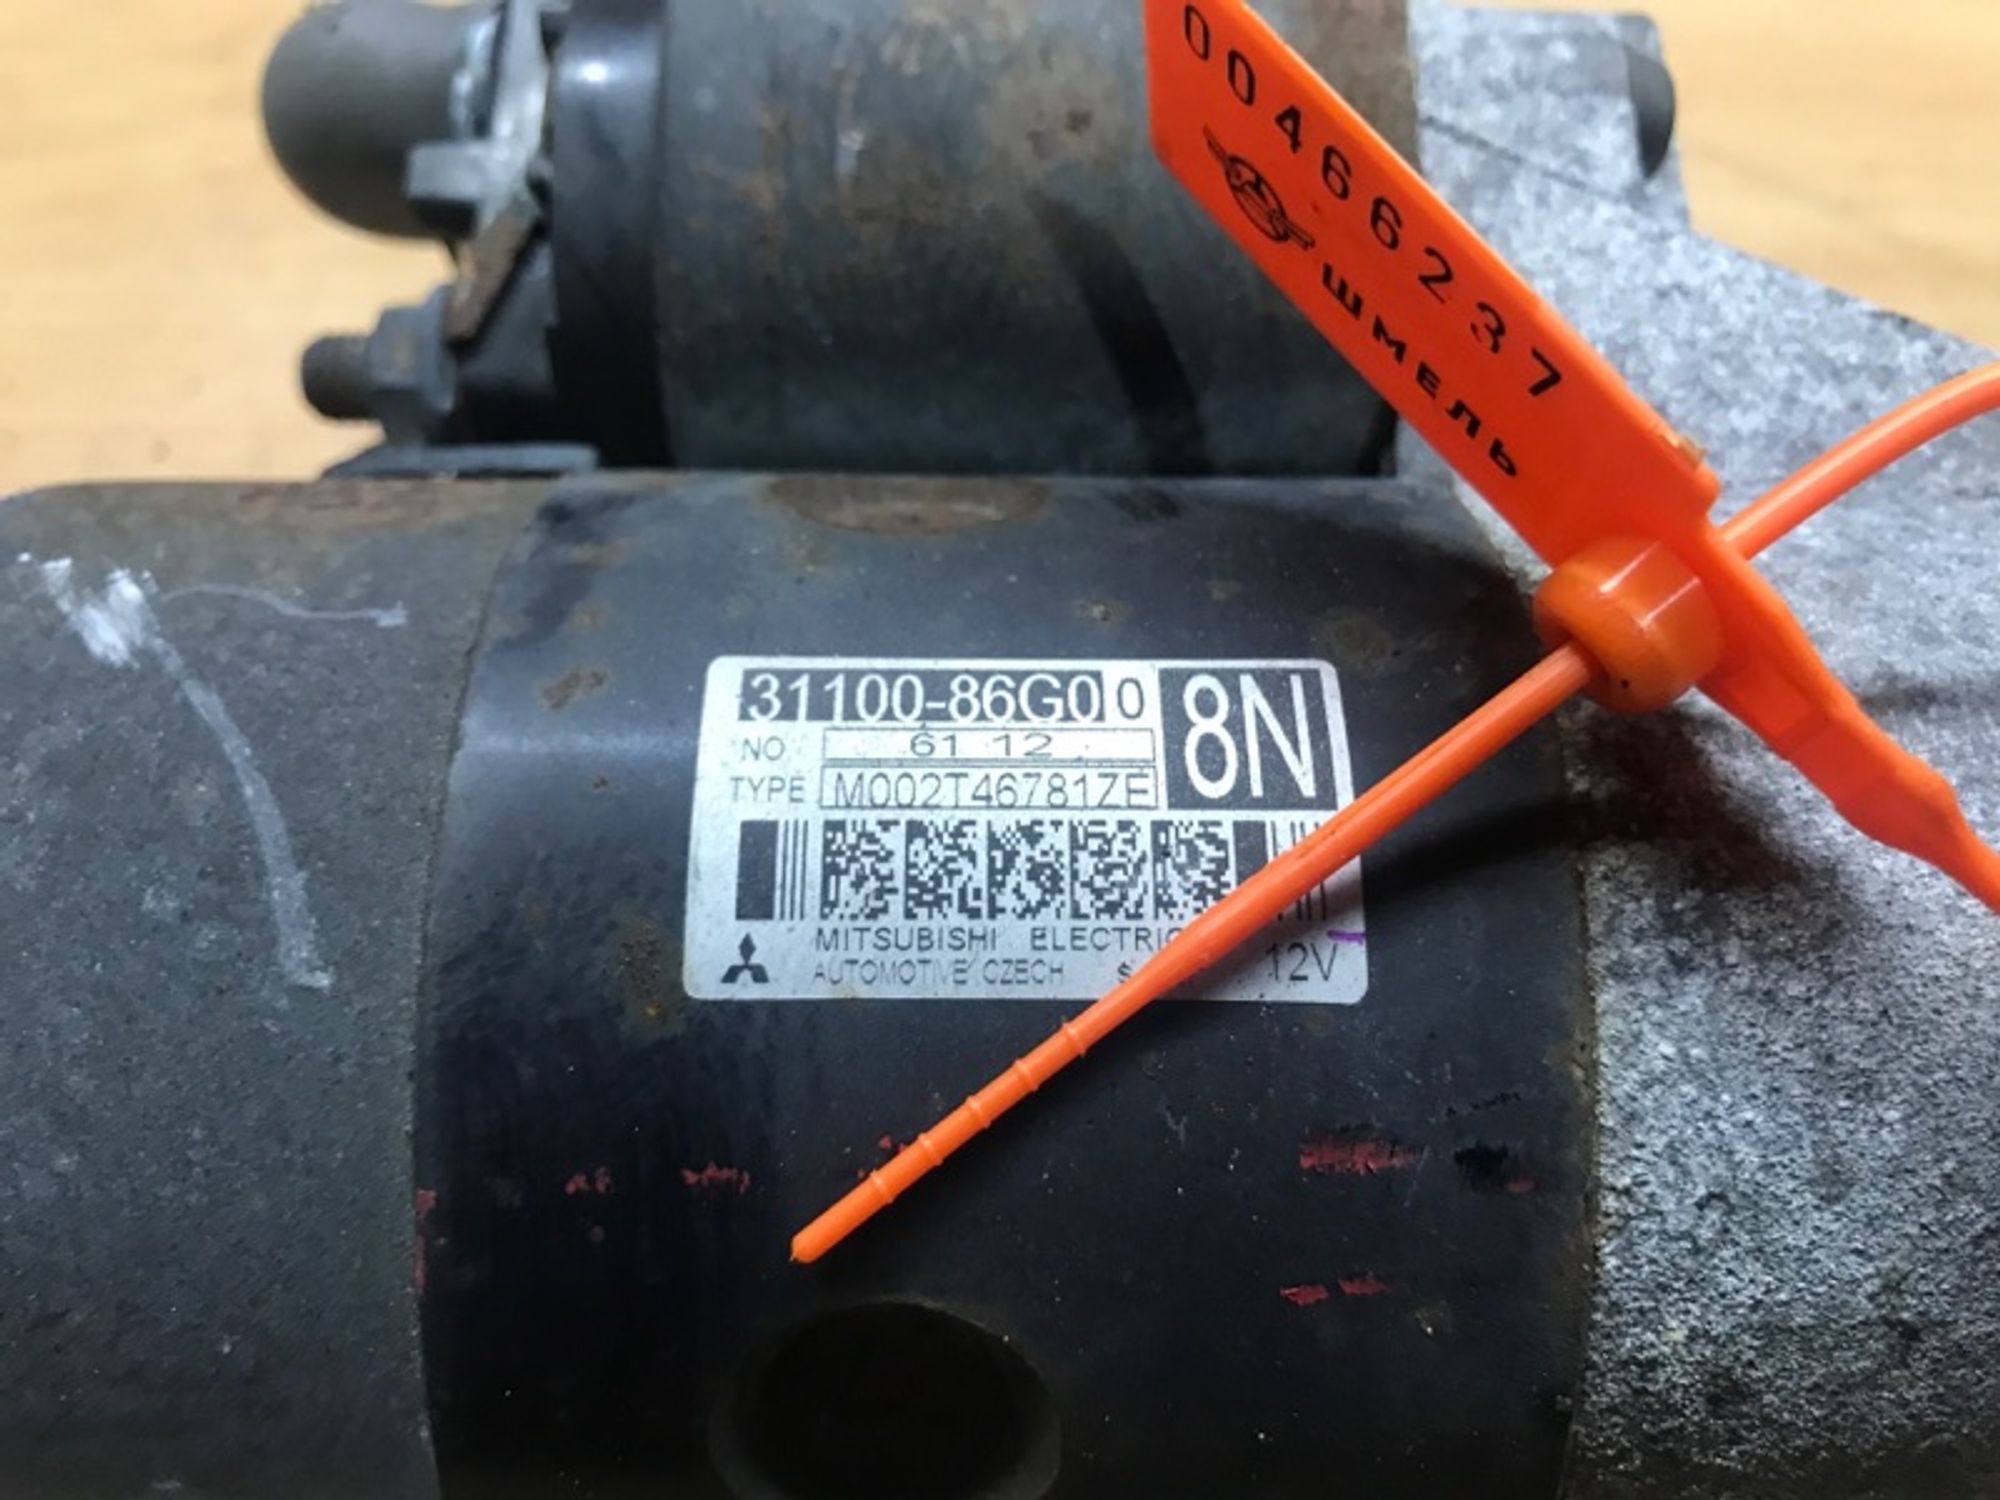 00466237
ШМЕЛЬ
31100-86G00
8N
NO 61 12
TYPE M002T46781ZE
MITSUBISHI ELECTRIC
AUTOMOTIVE CZECH
12V